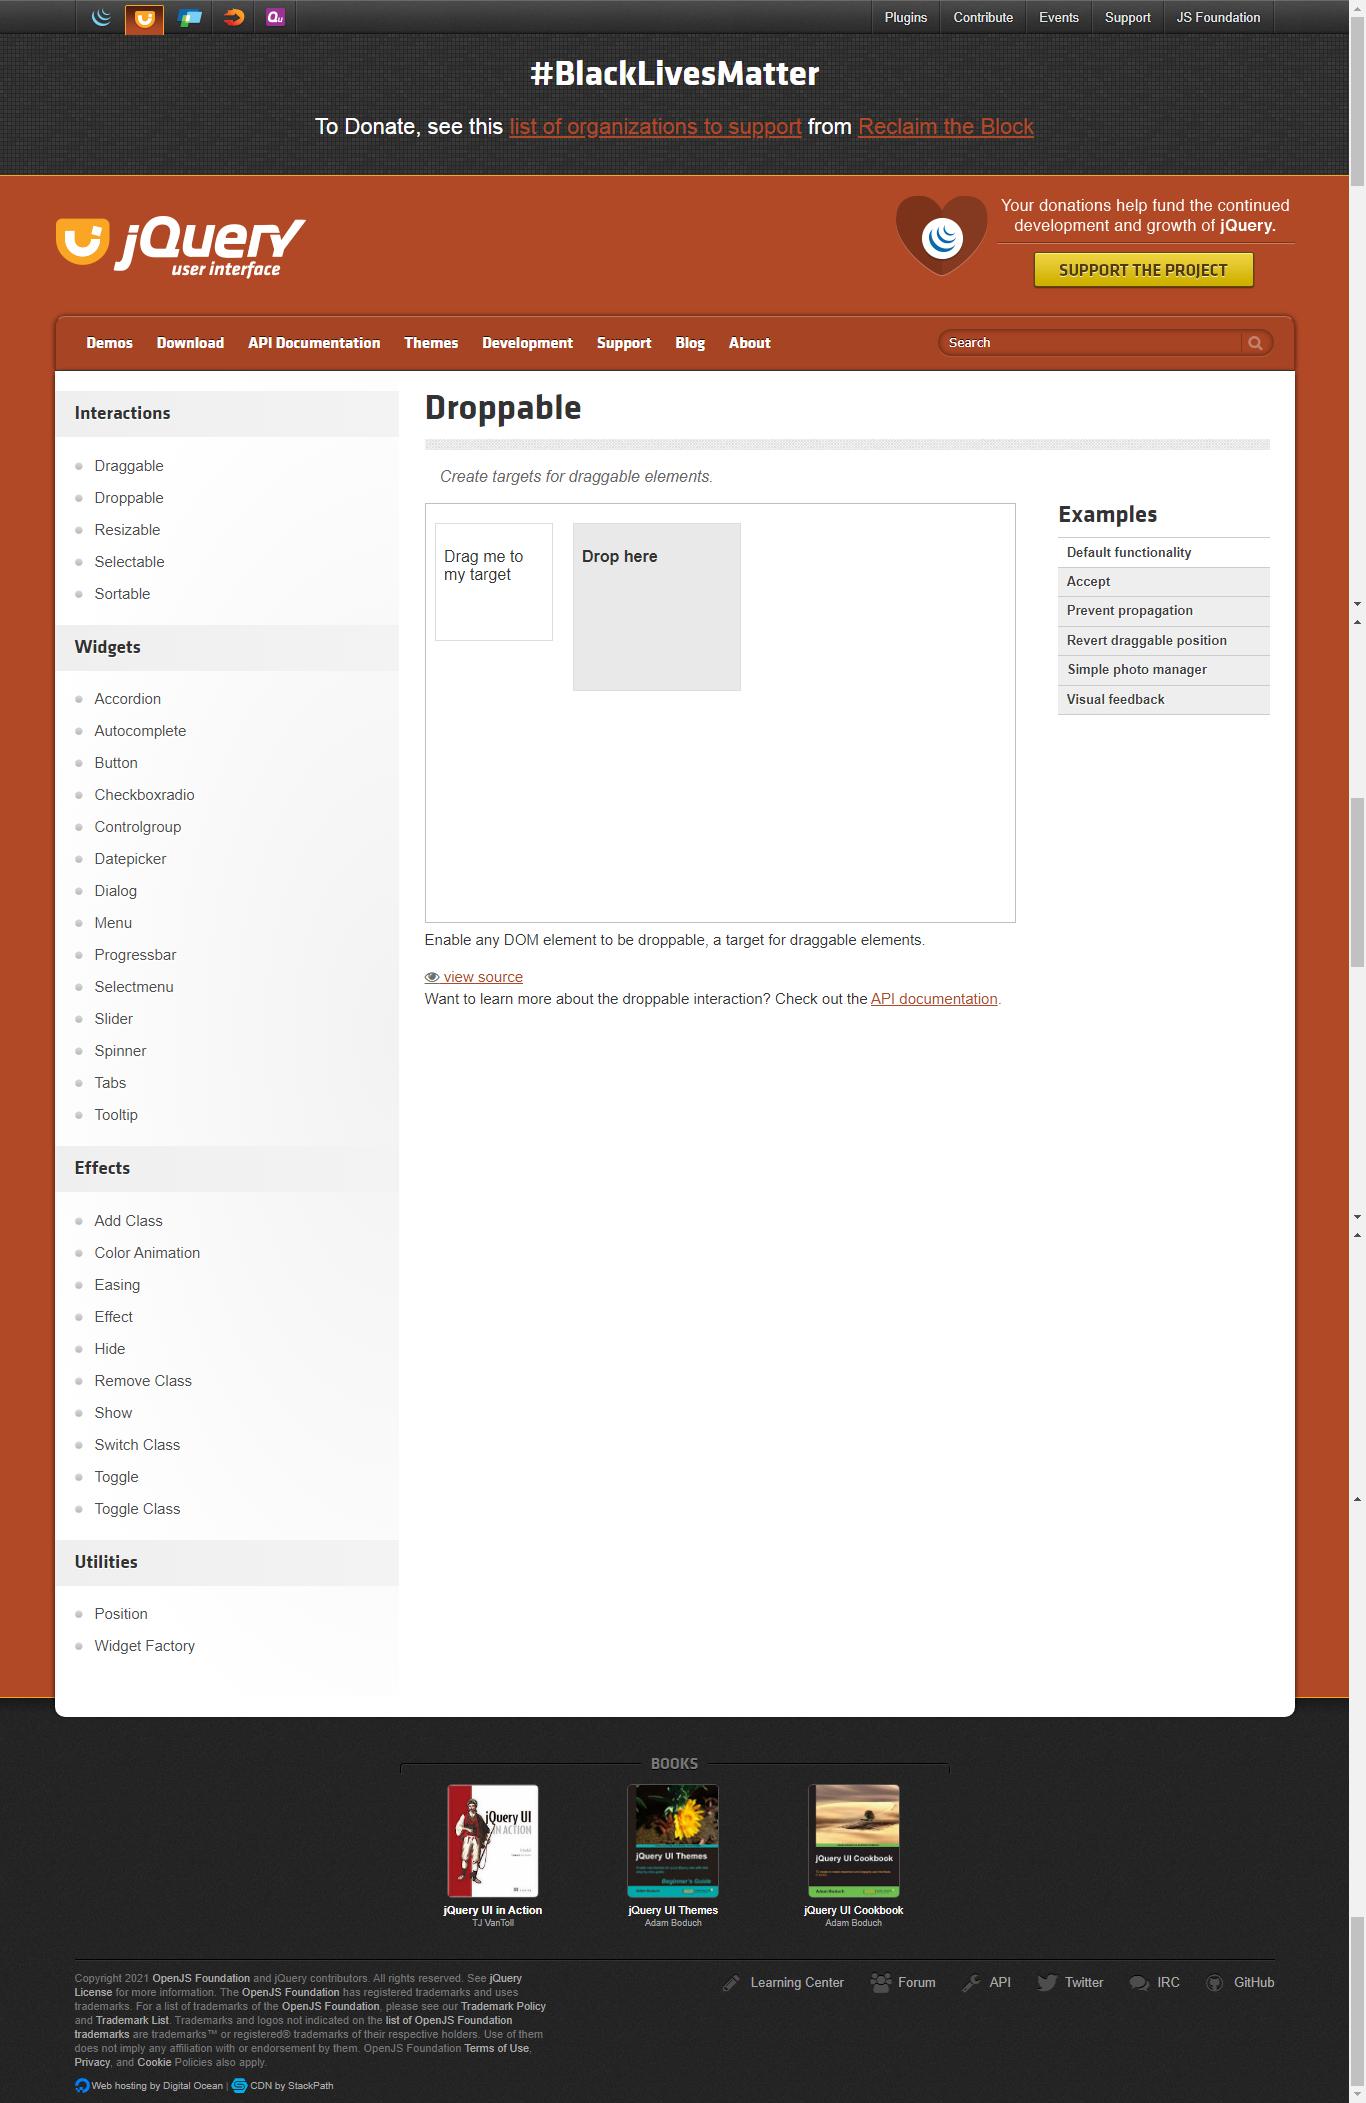 Plugins
Contribute
Events
Support
JS Foundation
#BlackLivesMatter
To Donate, see this list of organizations to support from Reclaim the Block
jQuery
user interface
Your donations help fund the continued
development and growth of jQuery.
SUPPORT THE PROJECT
Demos
Download
API Documentation
Themes
Development
Support
Blog
About
Search
Interactions
Draggable
Droppable
Resizable
Selectable
Sortable
Widgets
Accordion
Autocomplete
Button
Checkboxradio
Controlgroup
Datepicker
Dialog
Menu
Progressbar
Selectmenu
Slider
Spinner
Tabs
Tooltip
Effects
Add Class
Color Animation
Easing
Effect
Hide
Remove Class
Show
Switch Class
Toggle
Toggle Class
Utilities
Position
Widget Factory
Droppable
Create targets for draggable elements.
Drag me to
my target
Drop here
Enable any DOM element to be droppable, a target for draggable elements.
view source
Want to learn more about the droppable interaction? Check out the API documentation.
Examples
Default functionality
Accept
Prevent propagation
Revert draggable position
Simple photo manager
Visual feedback
BOOKS
jQuery UI
IN ACTION
jQuery UI in Action
TJ VanToll
jQuery UI Themes
Beginner's Guide
jQuery UI Themes
Adam Boduch
jQuery UI Cookbook
jQuery UI Cookbook
Adam Boduch
Copyright 2021 OpenJS Foundation and jQuery contributors. All rights reserved. See jQuery
License for more information. The OpenJS Foundation has registered trademarks and uses
trademarks. For a list of trademarks of the OpenJS Foundation, please see our Trademark Policy
and Trademark List. Trademarks and logos not indicated on the list of OpenJS Foundation
trademarks are trademarks™ or registered® trademarks of their respective holders. Use of them
does not imply any affiliation with or endorsement by them. OpenJS Foundation Terms of Use,
Privacy, and Cookie Policies also apply.
Web hosting by Digital Ocean | CDN by StackPath
Learning Center
Forum
API
Twitter
IRC
GitHub